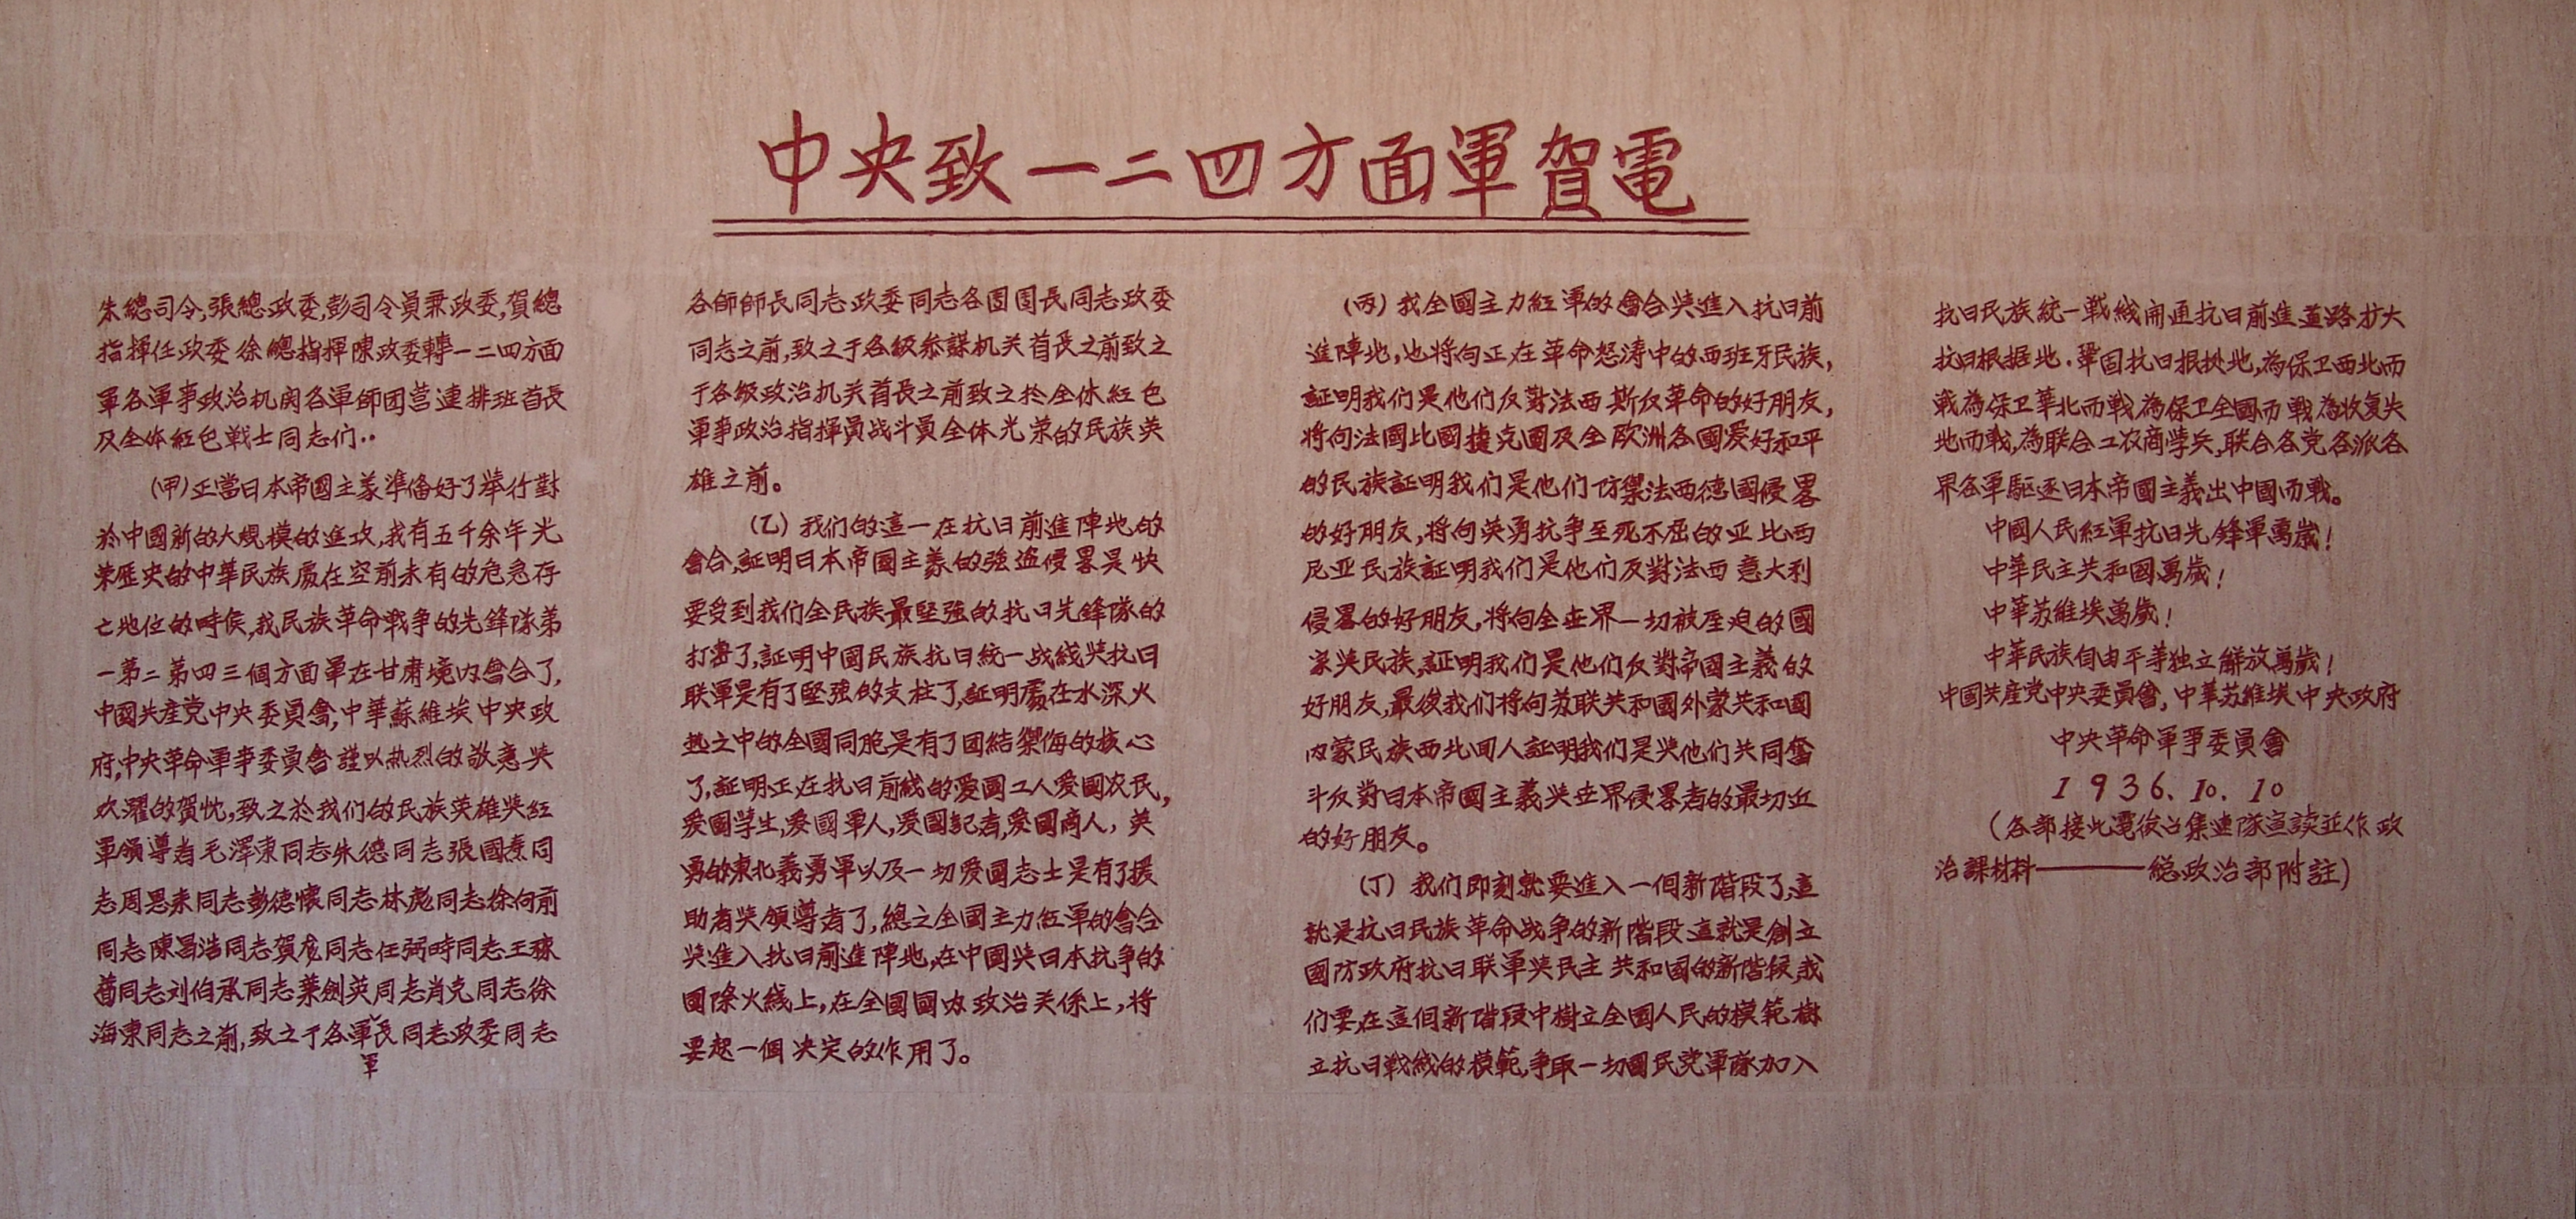 中央致一二四方面軍賀電
朱總司令,張總政委,彭司令員兼政委,賀總
指揮任政委徐總指揮陳政委轉一二四方面
軍各軍事政治机関各軍師團营連排班首長
及全体紅色戰士同志们..
(甲)正當日本帝國主義準备好了舉行對
於中國新的大規模的進攻,我有五千余年光
荣歷史的中華民族處在空前未有的危急存
亡地位的時候,我民族革命戰争的先鋒隊第
一第二第四三個方面軍在甘肅境内會合了,
中國共産党中央委員會,中華蘇維埃中央政
府,中央革命軍事委員會謹以热烈的敬意與
欢躍的賀忱,致之於我们的民族英雄與紅
軍領導者毛澤東同志朱德同志張國燾同
志周恩来同志彭德懷同志林彪同志徐向前
同志陳昌浩同志賀龙同志任弼時同志王稼
蔷同志刘伯承同志葉劍英同志肖克同志徐
海東同志之前,致之于各軍軍長同志政委同志
各師師長同志政委同志各团团長同志政委
同志之前,致之于各級参謀机关首長之前致之
于各級政治机关首長之前致之於全体紅色
軍事政治指揮員战斗員全体光荣的民族英
雄之前。
(乙)我们的這一在抗日前進陣地的
會合,証明日本帝國主義的強盗侵畧是快
要受到我们全民族最堅強的抗日先鋒隊的
打击了,証明中國民族抗日統一战綫與抗日
联軍是有了堅強的支柱了,証明處在水深火
热之中的全國同胞是有了团結禦侮的核心
了,証明正在抗日前綫的爱國工人爱國农民,
爱國学生,爱國軍人,爱國記者,爱國商人,英
勇的東北義勇軍以及一切爱國志士是有了援
助者與領導者了,總之全國主力紅軍的會合
與進入抗日前進陣地,在中國與日本抗争的
國際火綫上,在全國國内政治关係上,将
要起一個决定的作用了。
(丙)我全國主力紅軍的會合與進入抗日前
進陣地,也将向正在革命怒涛中的西班牙民族,
証明我们是他们反對法西斯反革命的好朋友,
将向法國比國捷克國及全欧洲各國爱好和平
的民族証明我们是他们防禦法西德國侵畧
的好朋友,将向英勇抗争至死不屈的亚比西
尼亚民族証明我们是他们反對法西意大利
侵畧的好朋友,将向全世界一切被压迫的國
家與民族,証明我们是他们反對帝國主義的
好朋友,最後我们将向苏联共和國外蒙共和國
内蒙民族西北回人証明我们是與他们共同奮
斗反對日本帝國主義與世界侵畧者的最切近
的好朋友。
(丁)我们即刻就要進入一個新階段了,這
就是抗日民族革命战争的新階段這就是創立
國防政府抗日联軍與民主共和國的新階候,我
们要在這個新階段中樹立全國人民的模範樹
立抗日戰綫的模範,争取一切國民党軍隊加入
抗日民族統一戰綫開通抗日前進道路扩大
抗日根据地.鞏固抗日根据地,為保卫西北而
戰為保卫華北而戰為保卫全國而戰為收复失
地而戰,為联合工农商学兵,联合各党各派各
界各軍駆逐日本帝國主義出中國而戰。
中國人民紅軍抗日先鋒軍萬歲!
中華民主共和國萬歲!
中華苏維埃萬歲!
中華民族自由平等独立解放萬歲!
中国共産党中央委員會,中華苏維埃中央政府
中央革命軍事委員會
1936.10.10
(各部接此電後召集連隊宣读并作政
治課材料——總政治部附註)